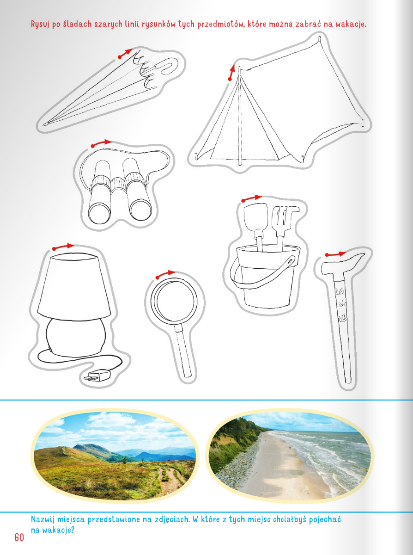 Rysuj po śladach szarych linii rysunków tych przedmiotów, które można zabrać na wakacje.
Nazwij miejsca przedstawione na zdjęciach. W które z tych miejsc chciałbyś pojechać
na wakacje?
60